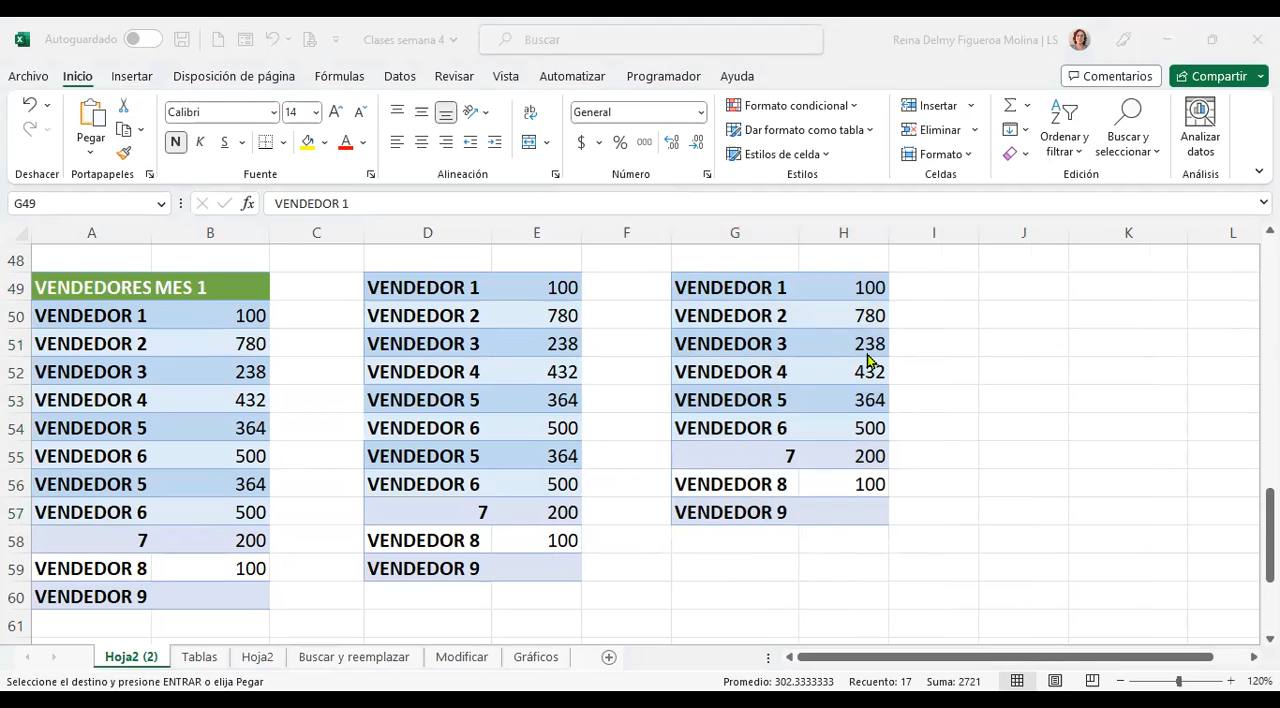 Autoguardado Clases semana 4 Buscar Reina Delmy Figueroa Molina | LS
Archivo Inicio Insertar Disposición de página Fórmulas Datos Revisar Vista Automatizar Programador Ayuda Comentarios Compartir
Pegar
Calibri 14
N K S
General
$ % 000
Formato condicional
Dar formato como tabla
Estilos de celda
Insertar
Eliminar
Formato
Ordenar y filtrar
Buscar y seleccionar
Analizar datos
Deshacer Portapapeles Fuente Alineación Número Estilos Celdas Edición Análisis
G49 fx VENDEDOR 1
A B C D E F G H I J K L
48
49 VENDEDORES MES 1 VENDEDOR 1 100 VENDEDOR 1 100
50 VENDEDOR 1 100 VENDEDOR 2 780 VENDEDOR 2 780
51 VENDEDOR 2 780 VENDEDOR 3 238 VENDEDOR 3 238
52 VENDEDOR 3 238 VENDEDOR 4 432 VENDEDOR 4 432
53 VENDEDOR 4 432 VENDEDOR 5 364 VENDEDOR 5 364
54 VENDEDOR 5 364 VENDEDOR 6 500 VENDEDOR 6 500
55 VENDEDOR 6 500 VENDEDOR 5 364 7 200
56 VENDEDOR 5 364 VENDEDOR 6 500 VENDEDOR 8 100
57 VENDEDOR 6 500 7 200 VENDEDOR 9
58 7 200 VENDEDOR 8 100
59 VENDEDOR 8 100 VENDEDOR 9
60 VENDEDOR 9
61
Hoja2 (2) Tablas Hoja2 Buscar y reemplazar Modificar Gráficos
Seleccione el destino y presione ENTRAR o elija Pegar Promedio: 302.3333333 Recuento: 17 Suma: 2721 120%